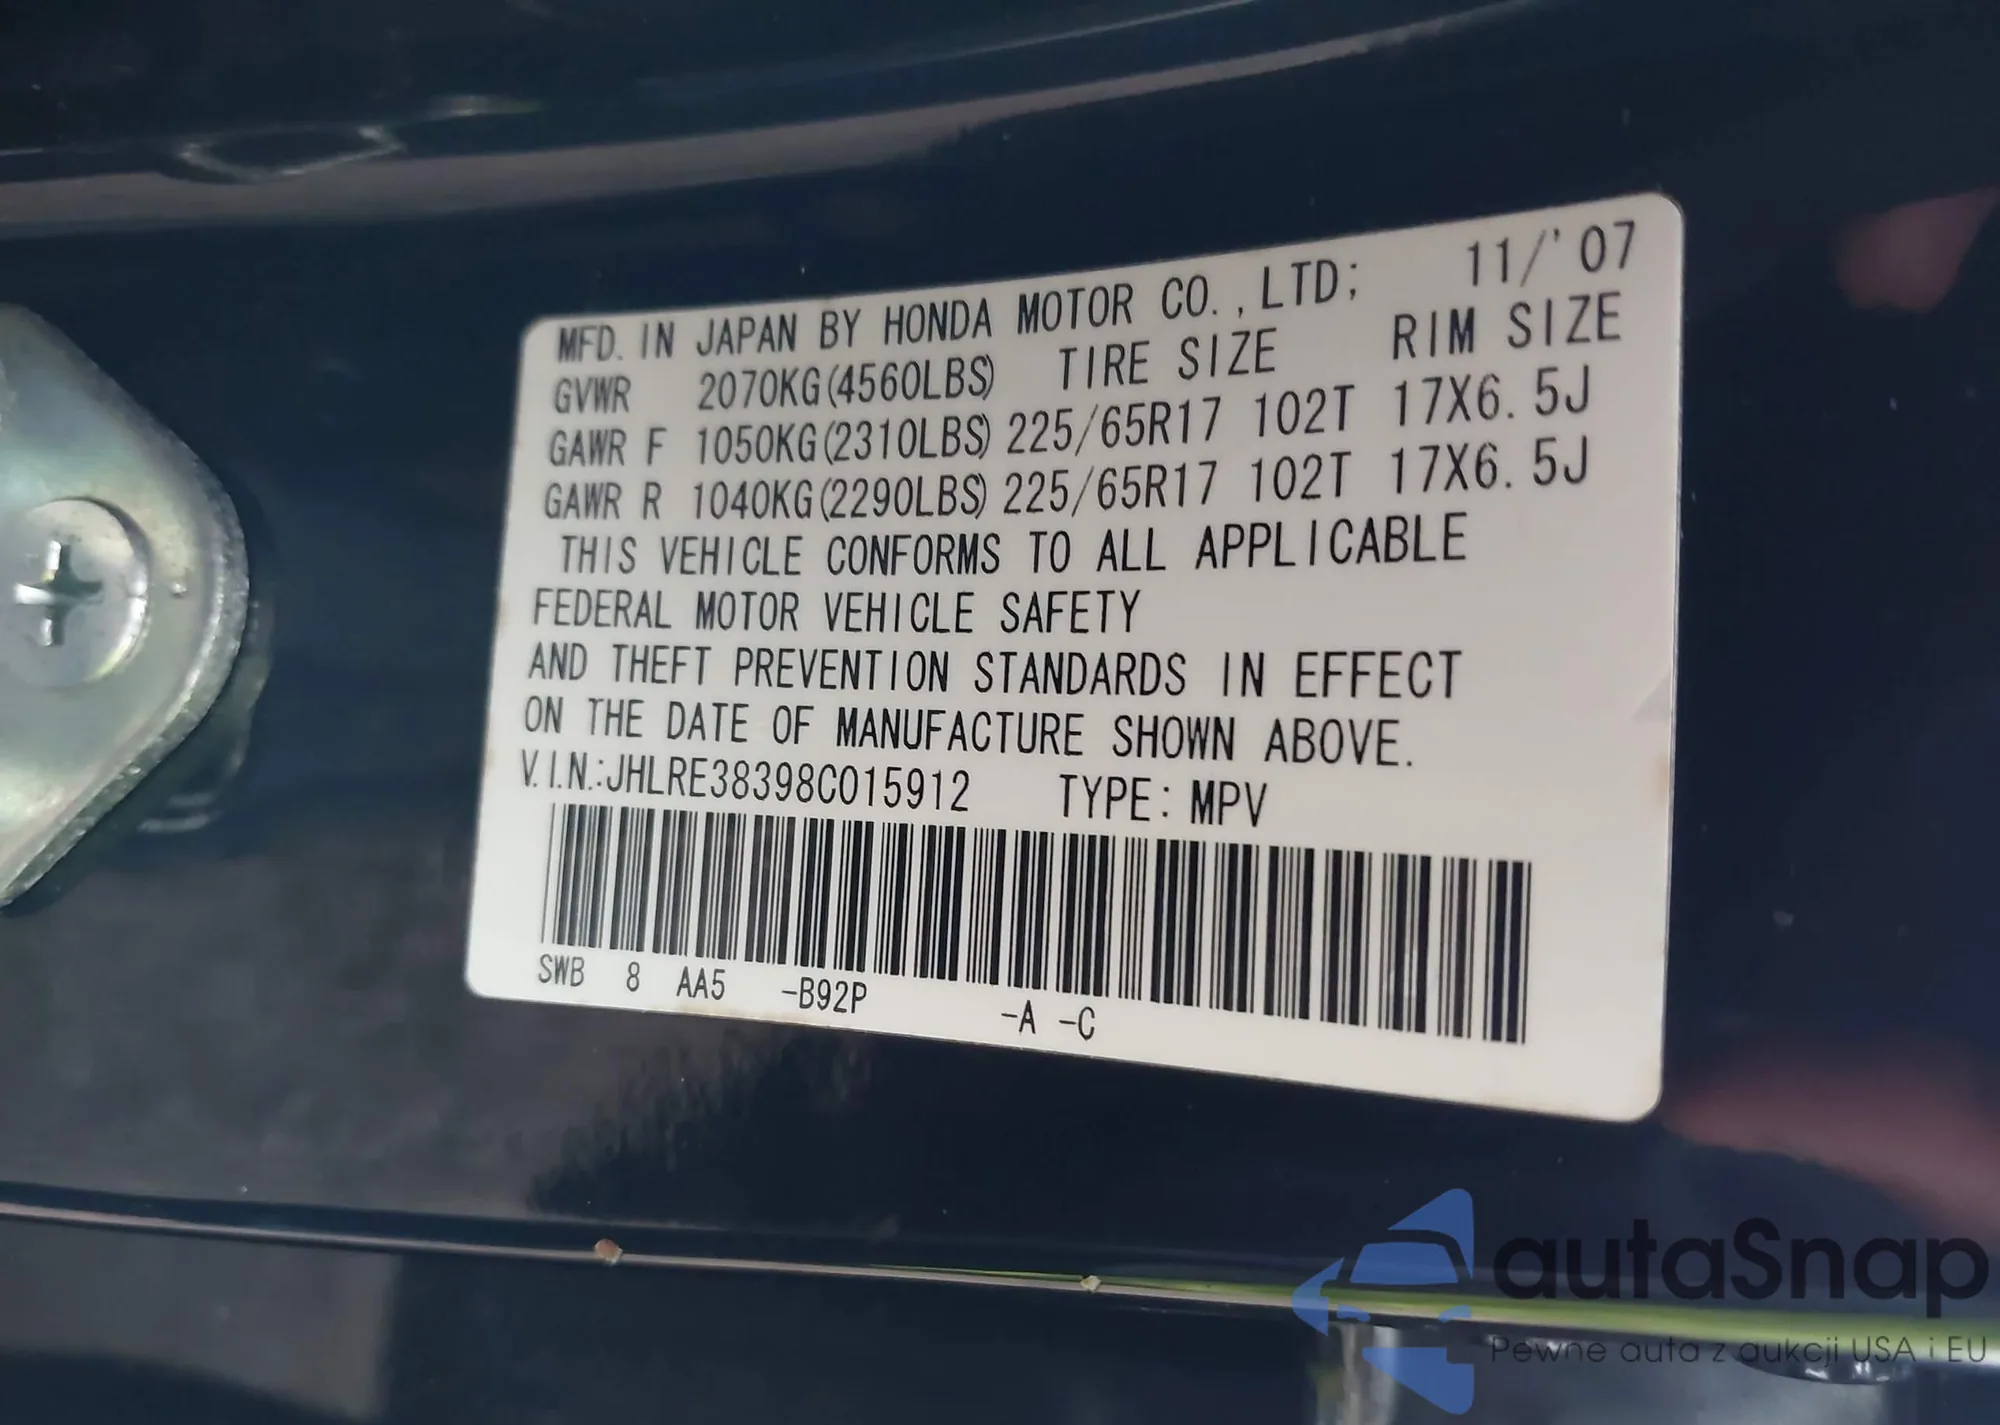 MFD. IN JAPAN BY HONDA MOTOR CO.,LTD; 11/'07
GVWR 2070KG(4560LBS) TIRE SIZE RIM SIZE
GAWR F 1050KG(2310LBS) 225/65R17 102T 17X6.5J
GAWR R 1040KG(2290LBS) 225/65R17 102T 17X6.5J
THIS VEHICLE CONFORMS TO ALL APPLICABLE
FEDERAL MOTOR VEHICLE SAFETY
AND THEFT PREVENTION STANDARDS IN EFFECT
ON THE DATE OF MANUFACTURE SHOWN ABOVE.
V.I.N.:JHLRE38398C015912 TYPE: MPV
SWB 8 AA5 -B92P -A -C
autaSnap
Pewne auta z aukcji USA i EU